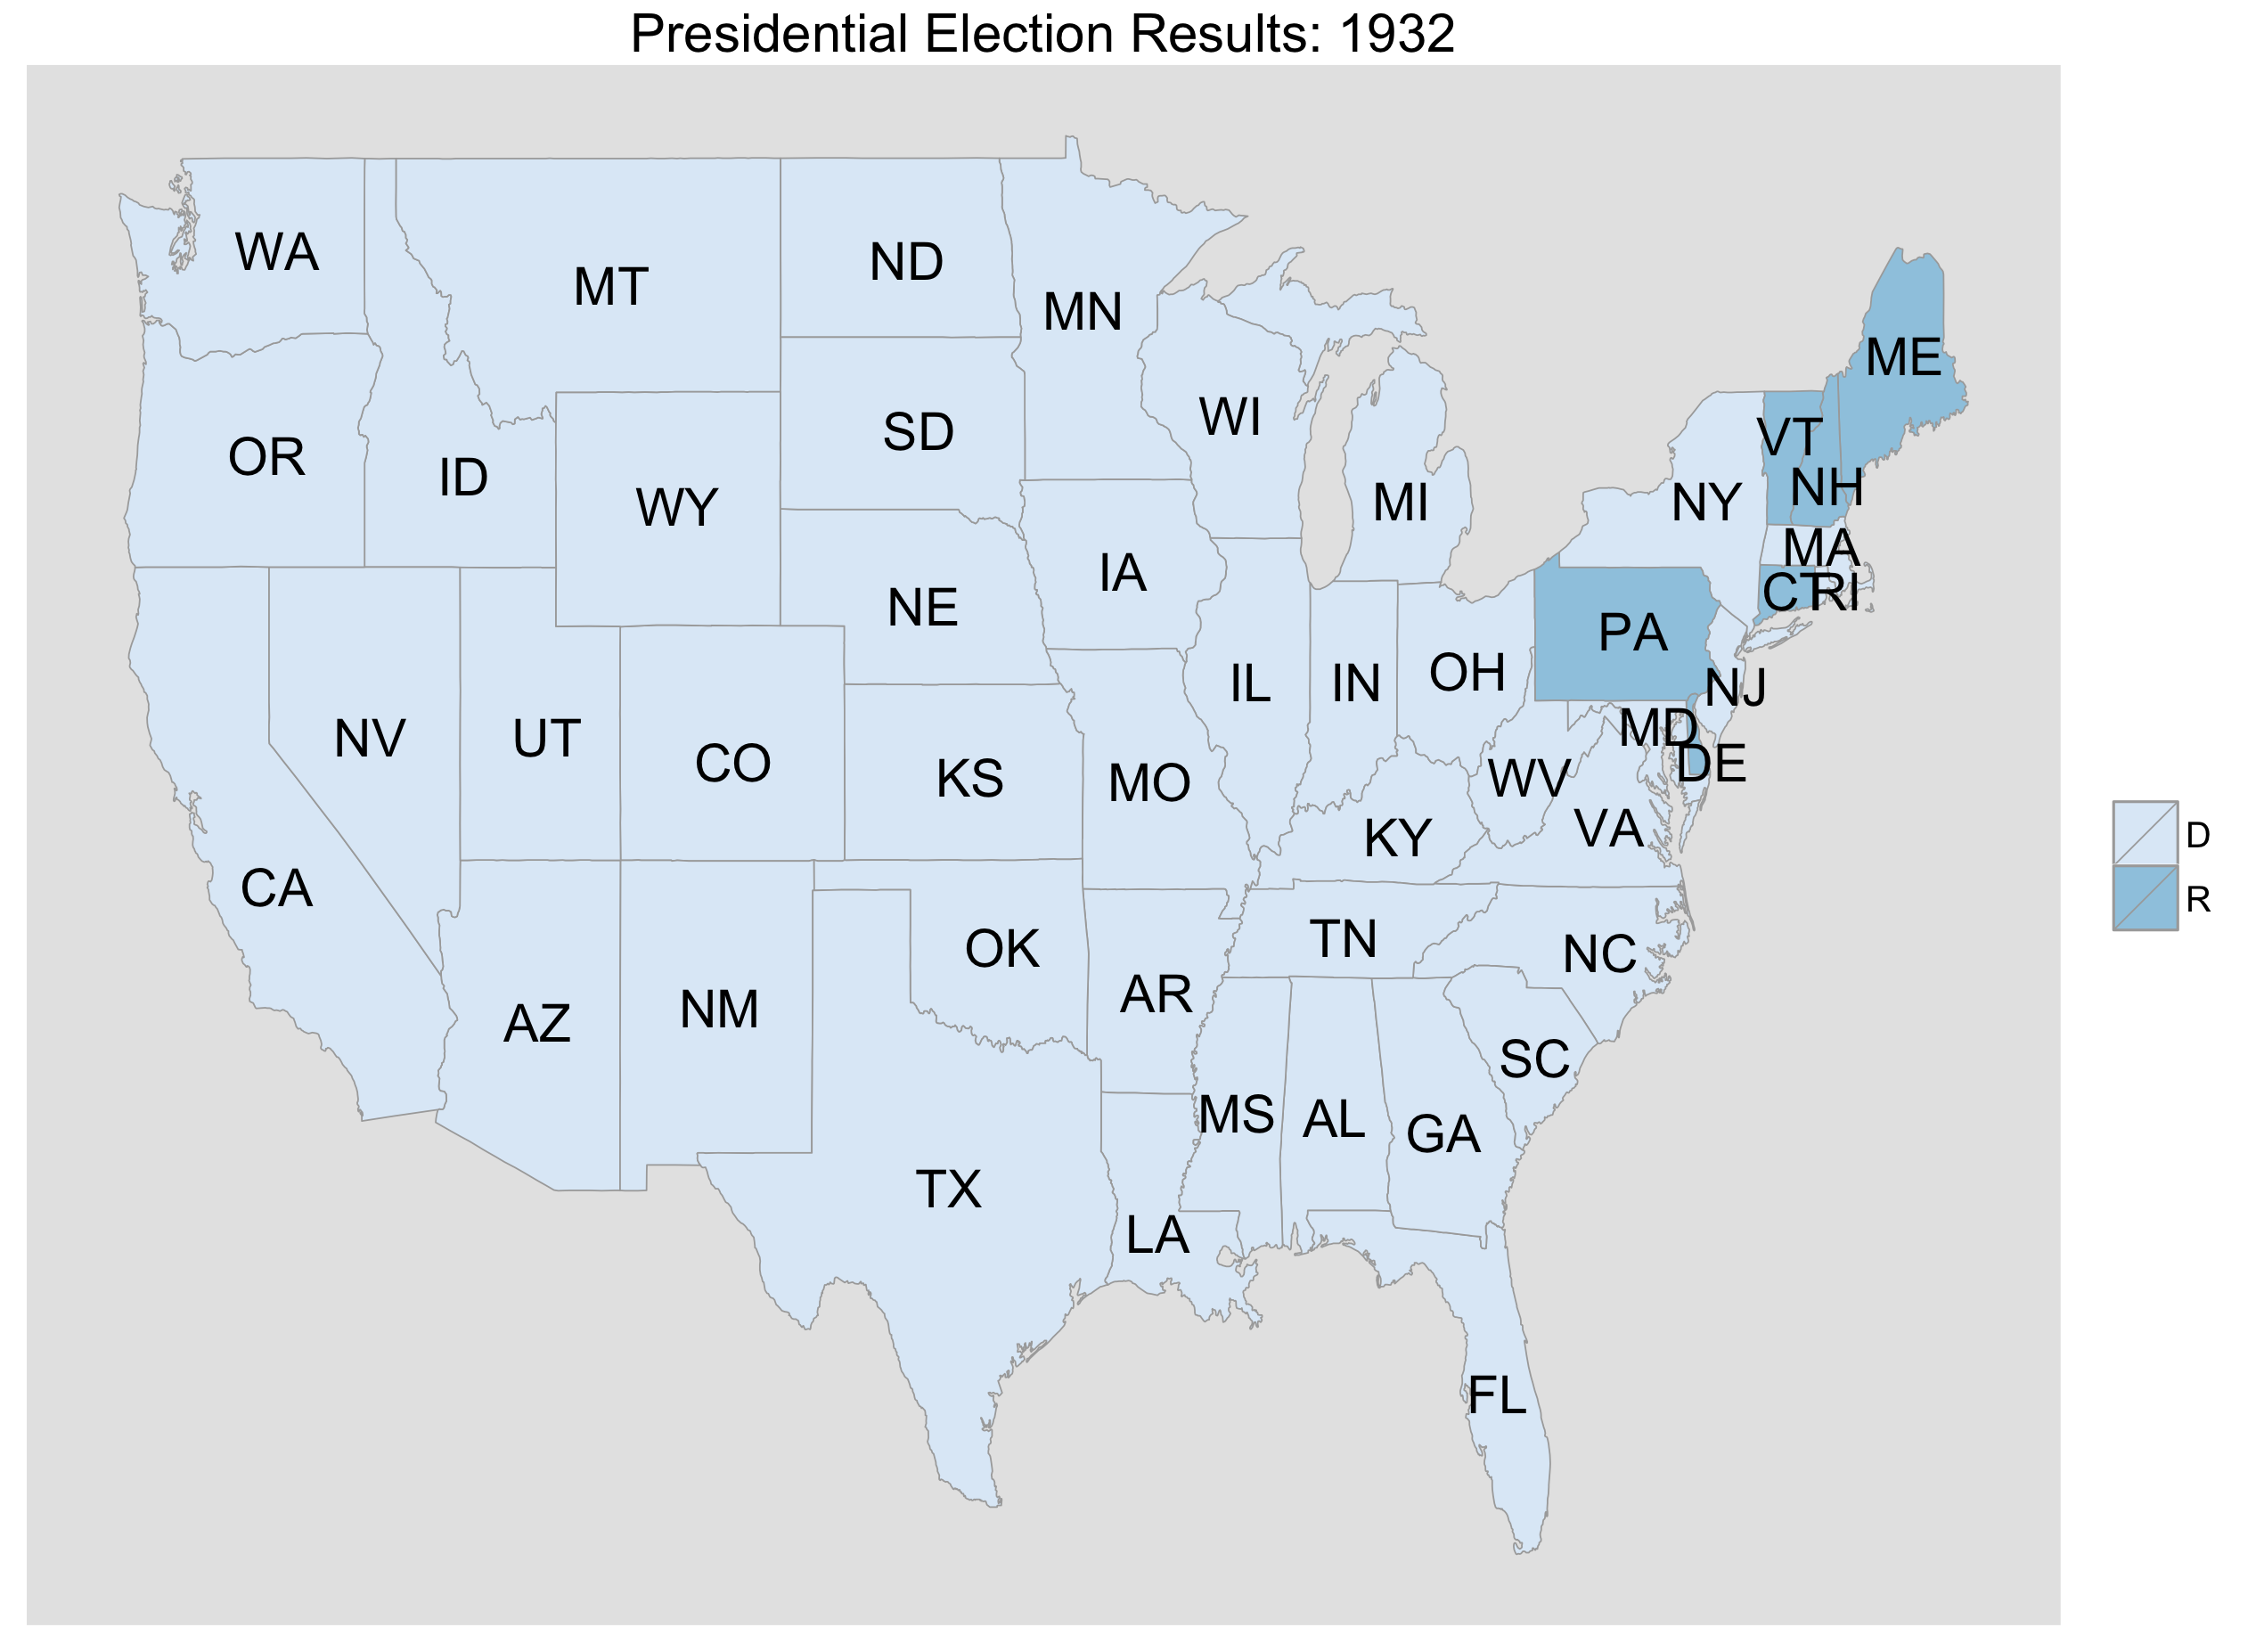 Presidential Election Results: 1932
WA
MT
ND
MN
ME
OR
ID
WY
SD
WI
MI
NY
VT
NH
MA
CT
RI
NE
IA
PA
NV
UT
CO
KS
MO
IL
IN
OH
NJ
MD
DE
WV
VA
KY
CA
D
R
AZ
NM
OK
AR
TN
NC
SC
MS
AL
GA
TX
LA
FL